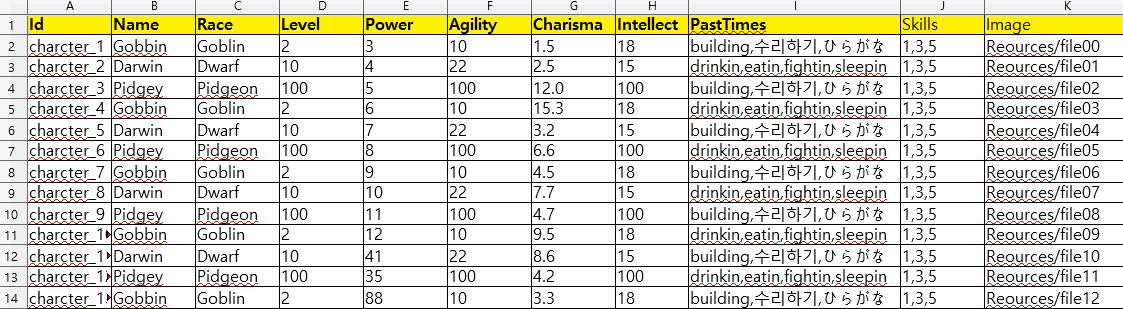 A B C D E F G H I J K
1 Id Name Race Level Power Agility Charisma Intellect PastTimes Skills Image
2 charcter_1 Gobbin Goblin 2 3 10 1.5 18 building,수리하기,ひらがな 1,3,5 Reources/file00
3 charcter_2 Darwin Dwarf 10 4 22 2.5 15 drinkin,eatin,fightin,sleepin 1,3,5 Reources/file01
4 charcter_3 Pidgey Pidgeon 100 5 100 12.0 100 building,수리하기,ひらがな 1,3,5 Reources/file02
5 charcter_4 Gobbin Goblin 2 6 10 15.3 18 drinkin,eatin,fightin,sleepin 1,3,5 Reources/file03
6 charcter_5 Darwin Dwarf 10 7 22 3.2 15 building,수리하기,ひらがな 1,3,5 Reources/file04
7 charcter_6 Pidgey Pidgeon 100 8 100 6.6 100 drinkin,eatin,fightin,sleepin 1,3,5 Reources/file05
8 charcter_7 Gobbin Goblin 2 9 10 4.5 18 building,수리하기,ひらがな 1,3,5 Reources/file06
9 charcter_8 Darwin Dwarf 10 10 22 7.7 15 drinkin,eatin,fightin,sleepin 1,3,5 Reources/file07
10 charcter_9 Pidgey Pidgeon 100 11 100 4.7 100 building,수리하기,ひらがな 1,3,5 Reources/file08
11 charcter_1 Gobbin Goblin 2 12 10 9.5 18 drinkin,eatin,fightin,sleepin 1,3,5 Reources/file09
12 charcter_1 Darwin Dwarf 10 41 22 8.6 15 building,수리하기,ひらがな 1,3,5 Reources/file10
13 charcter_1 Pidgey Pidgeon 100 35 100 4.2 100 drinkin,eatin,fightin,sleepin 1,3,5 Reources/file11
14 charcter_1 Gobbin Goblin 2 88 10 3.3 18 building,수리하기,ひらがな 1,3,5 Reources/file12